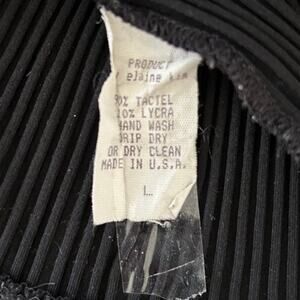 PRODUCT
elaine kim
90% TACTEL
10% LYCRA
HAND WASH
DRIP DRY
OR DRY CLEAN
MADE IN U.S.A.